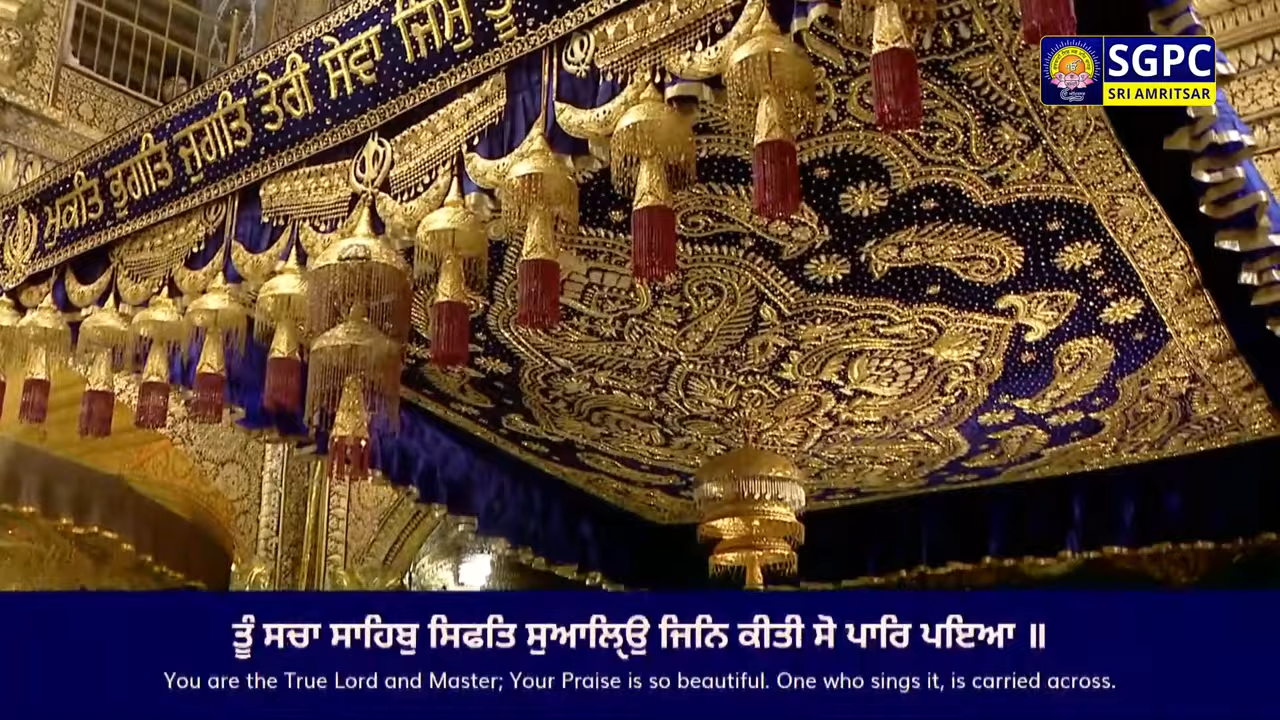 ਮੁਕਤਿ ਭੁਗਤਿ ਜੁਗਤਿ ਤੇਰੀ ਸੇਵਾ ਜਿਸੁ ਤੂੰ
SGPC
SRI AMRITSAR
ਤੂੰ ਸਚਾ ਸਾਹਿਬੁ ਸਿਫਤਿ ਸੁਆਲ੍ਹਿਉ ਜਿਨਿ ਕੀਤੀ ਸੋ ਪਾਰਿ ਪਇਆ ॥
You are the True Lord and Master; Your Praise is so beautiful. One who sings it, is carried across.